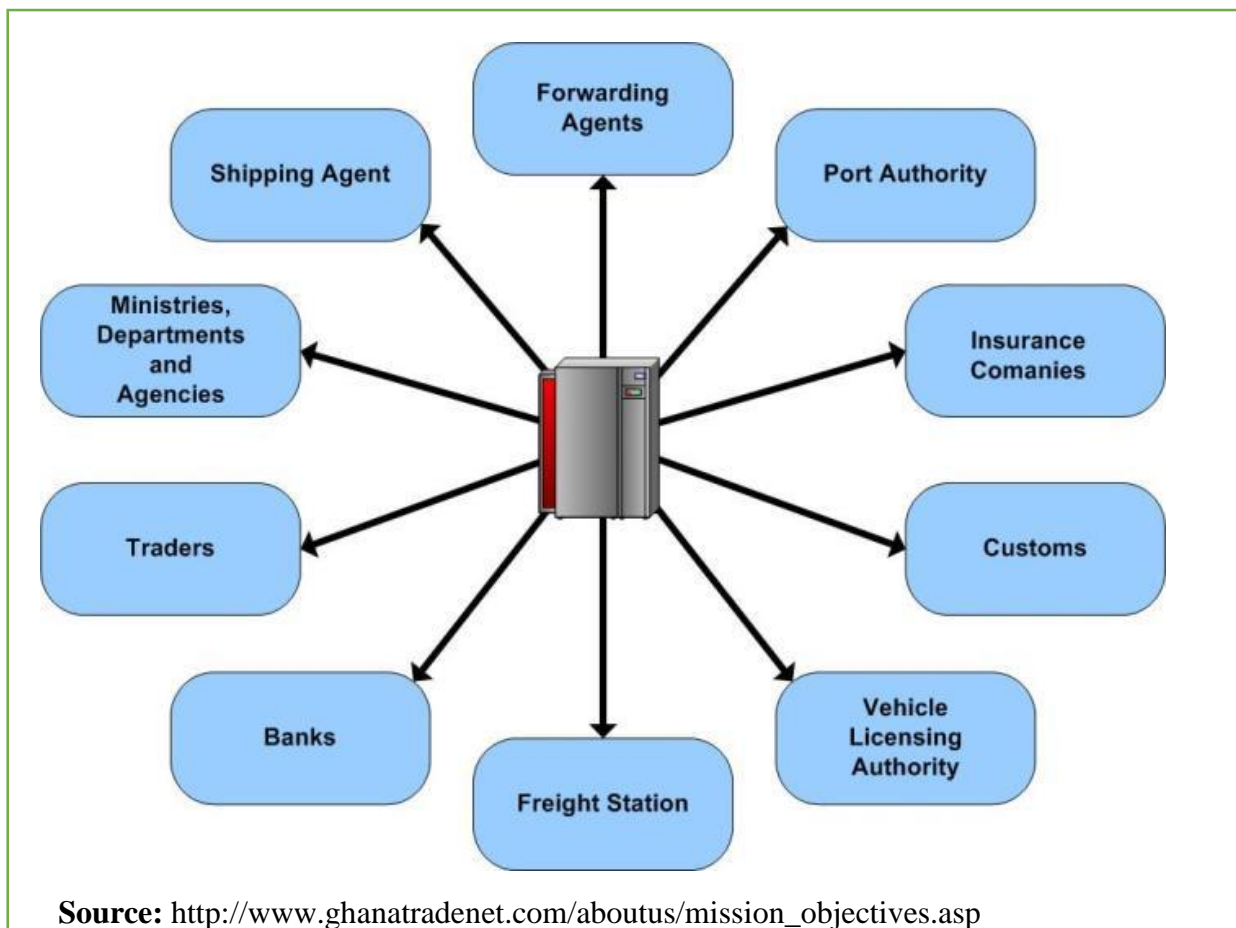 Forwarding
Agents
Shipping Agent
Port Authority
Ministries,
Departments
and
Agencies
Insurance
Comanies
Traders
Customs
Banks
Vehicle
Licensing
Authority
Freight Station
Source: http://www.ghanatradenet.com/aboutus/mission_objectives.asp